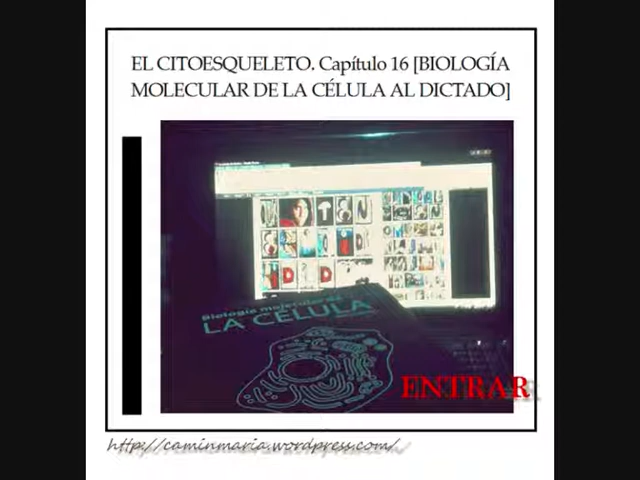 EL CITOESQUELETO. Capítulo 16 [BIOLOGÍA
MOLECULAR DE LA CÉLULA AL DICTADO]
Biología molecular de
LA CÉLULA
ENTRAR
http://caminmaria.wordpress.com/